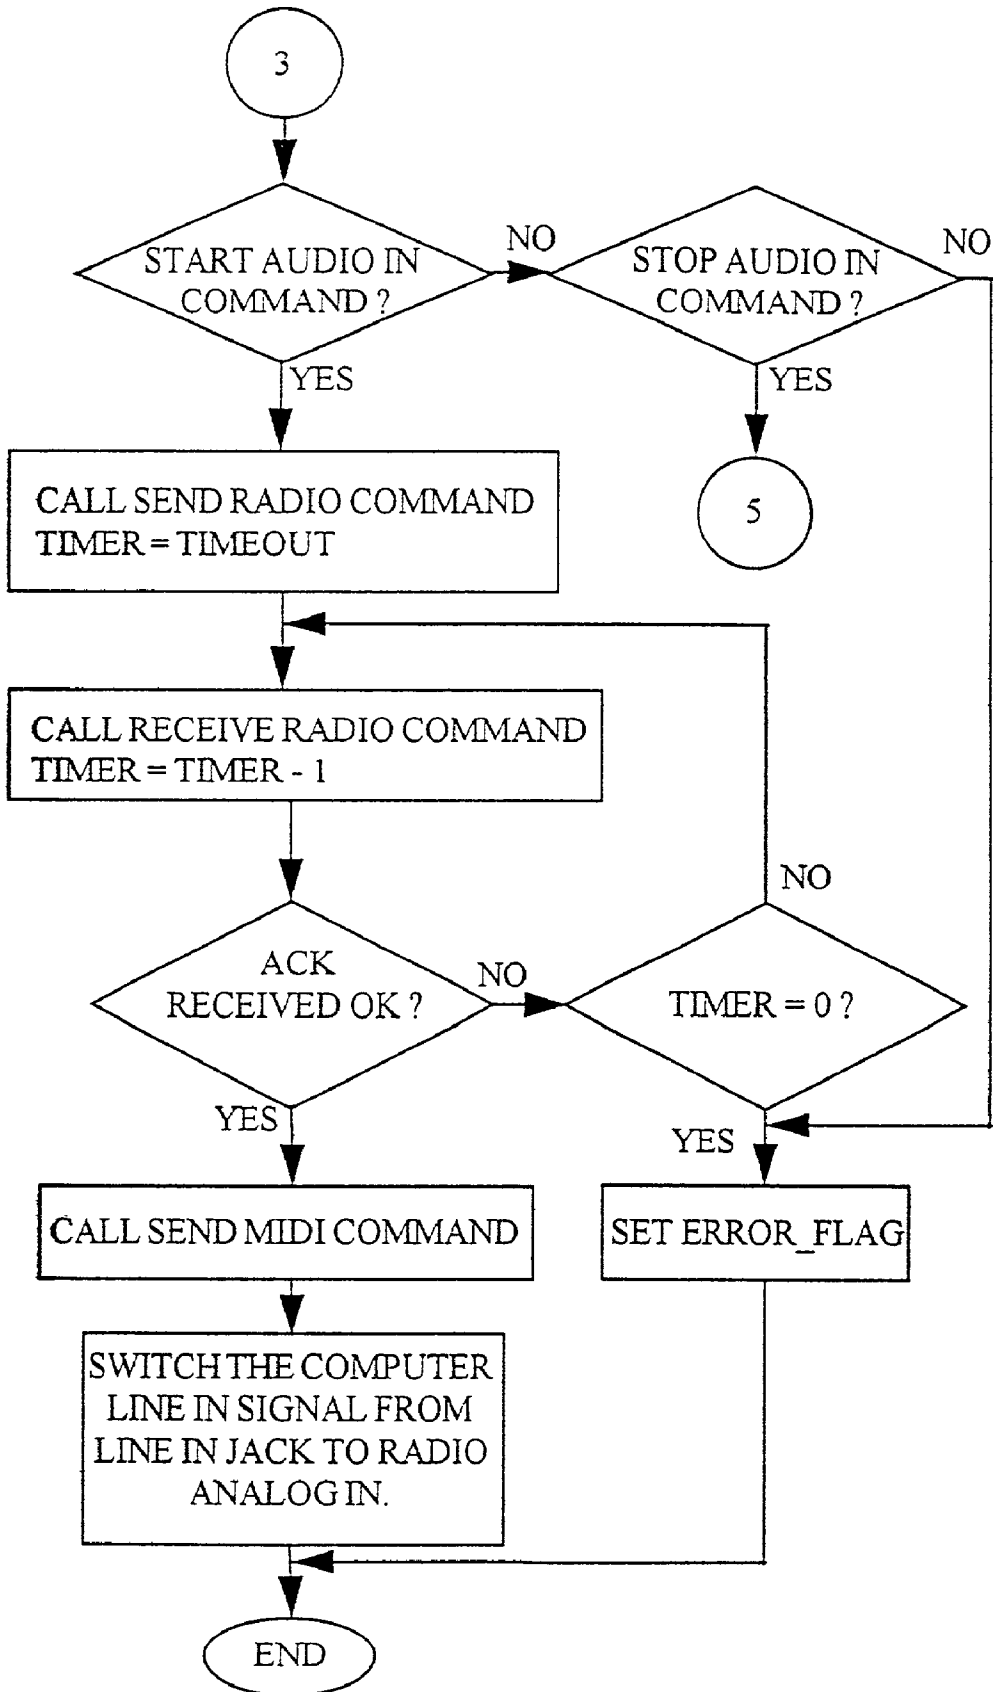 3
START AUDIO IN
COMMAND ?
NO
STOP AUDIO IN
COMMAND ?
NO
YES
YES
CALL SEND RADIO COMMAND
TIMER = TIMEOUT
5
CALL RECEIVE RADIO COMMAND
TIMER = TIMER - 1
NO
ACK
RECEIVED OK ?
NO
TIMER = 0 ?
YES
YES
CALL SEND MIDI COMMAND
SET ERROR_FLAG
SWITCH THE COMPUTER
LINE IN SIGNAL FROM
LINE IN JACK TO RADIO
ANALOG IN.
END